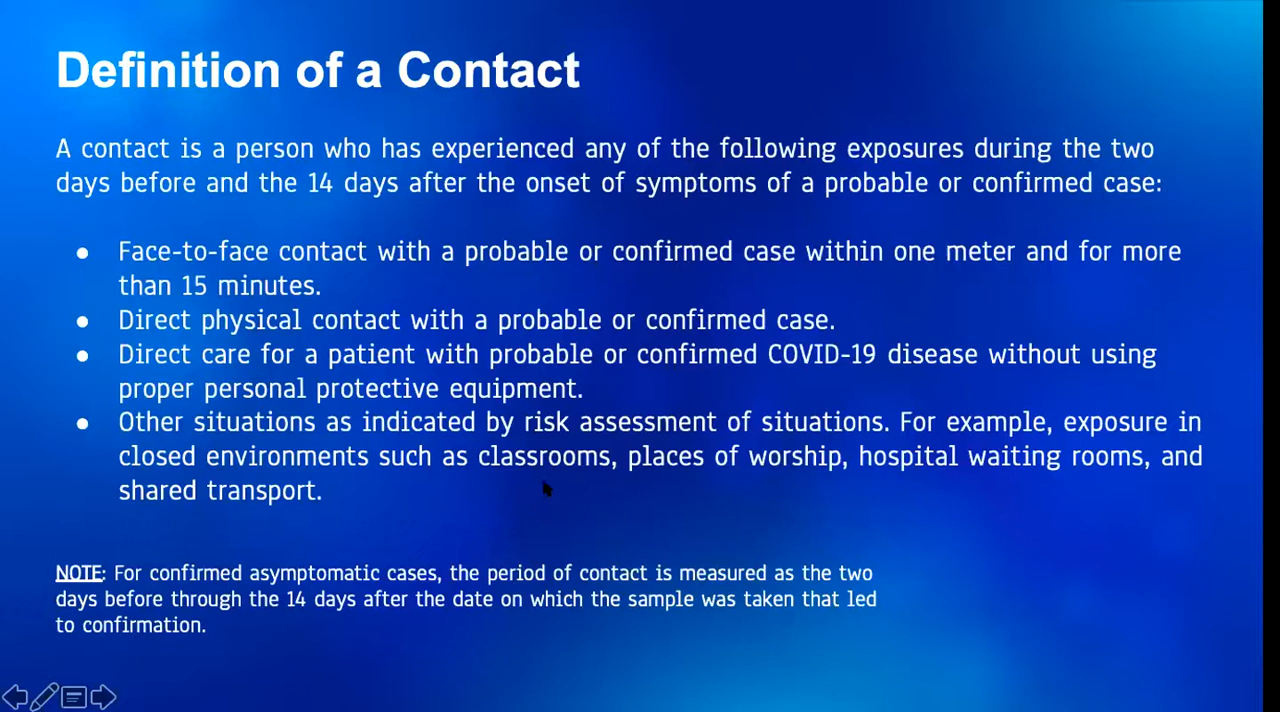 Definition of a Contact
A contact is a person who has experienced any of the following exposures during the two
days before and the 14 days after the onset of symptoms of a probable or confirmed case:
● Face-to-face contact with a probable or confirmed case within one meter and for more
than 15 minutes.
● Direct physical contact with a probable or confirmed case.
● Direct care for a patient with probable or confirmed COVID-19 disease without using
proper personal protective equipment.
● Other situations as indicated by risk assessment of situations. For example, exposure in
closed environments such as classrooms, places of worship, hospital waiting rooms, and
shared transport.
NOTE: For confirmed asymptomatic cases, the period of contact is measured as the two
days before through the 14 days after the date on which the sample was taken that led
to confirmation.